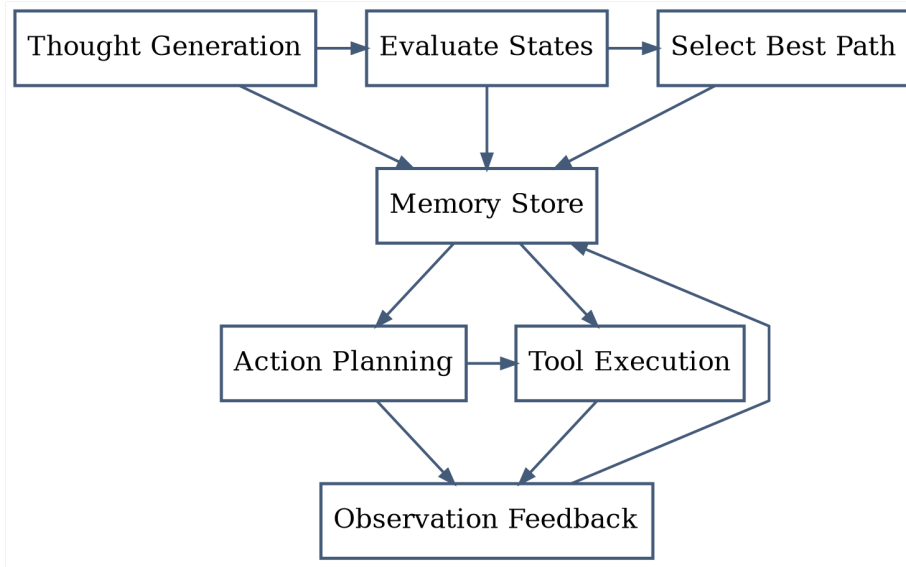 Thought Generation
Evaluate States
Select Best Path
Memory Store
Action Planning
Tool Execution
Observation Feedback